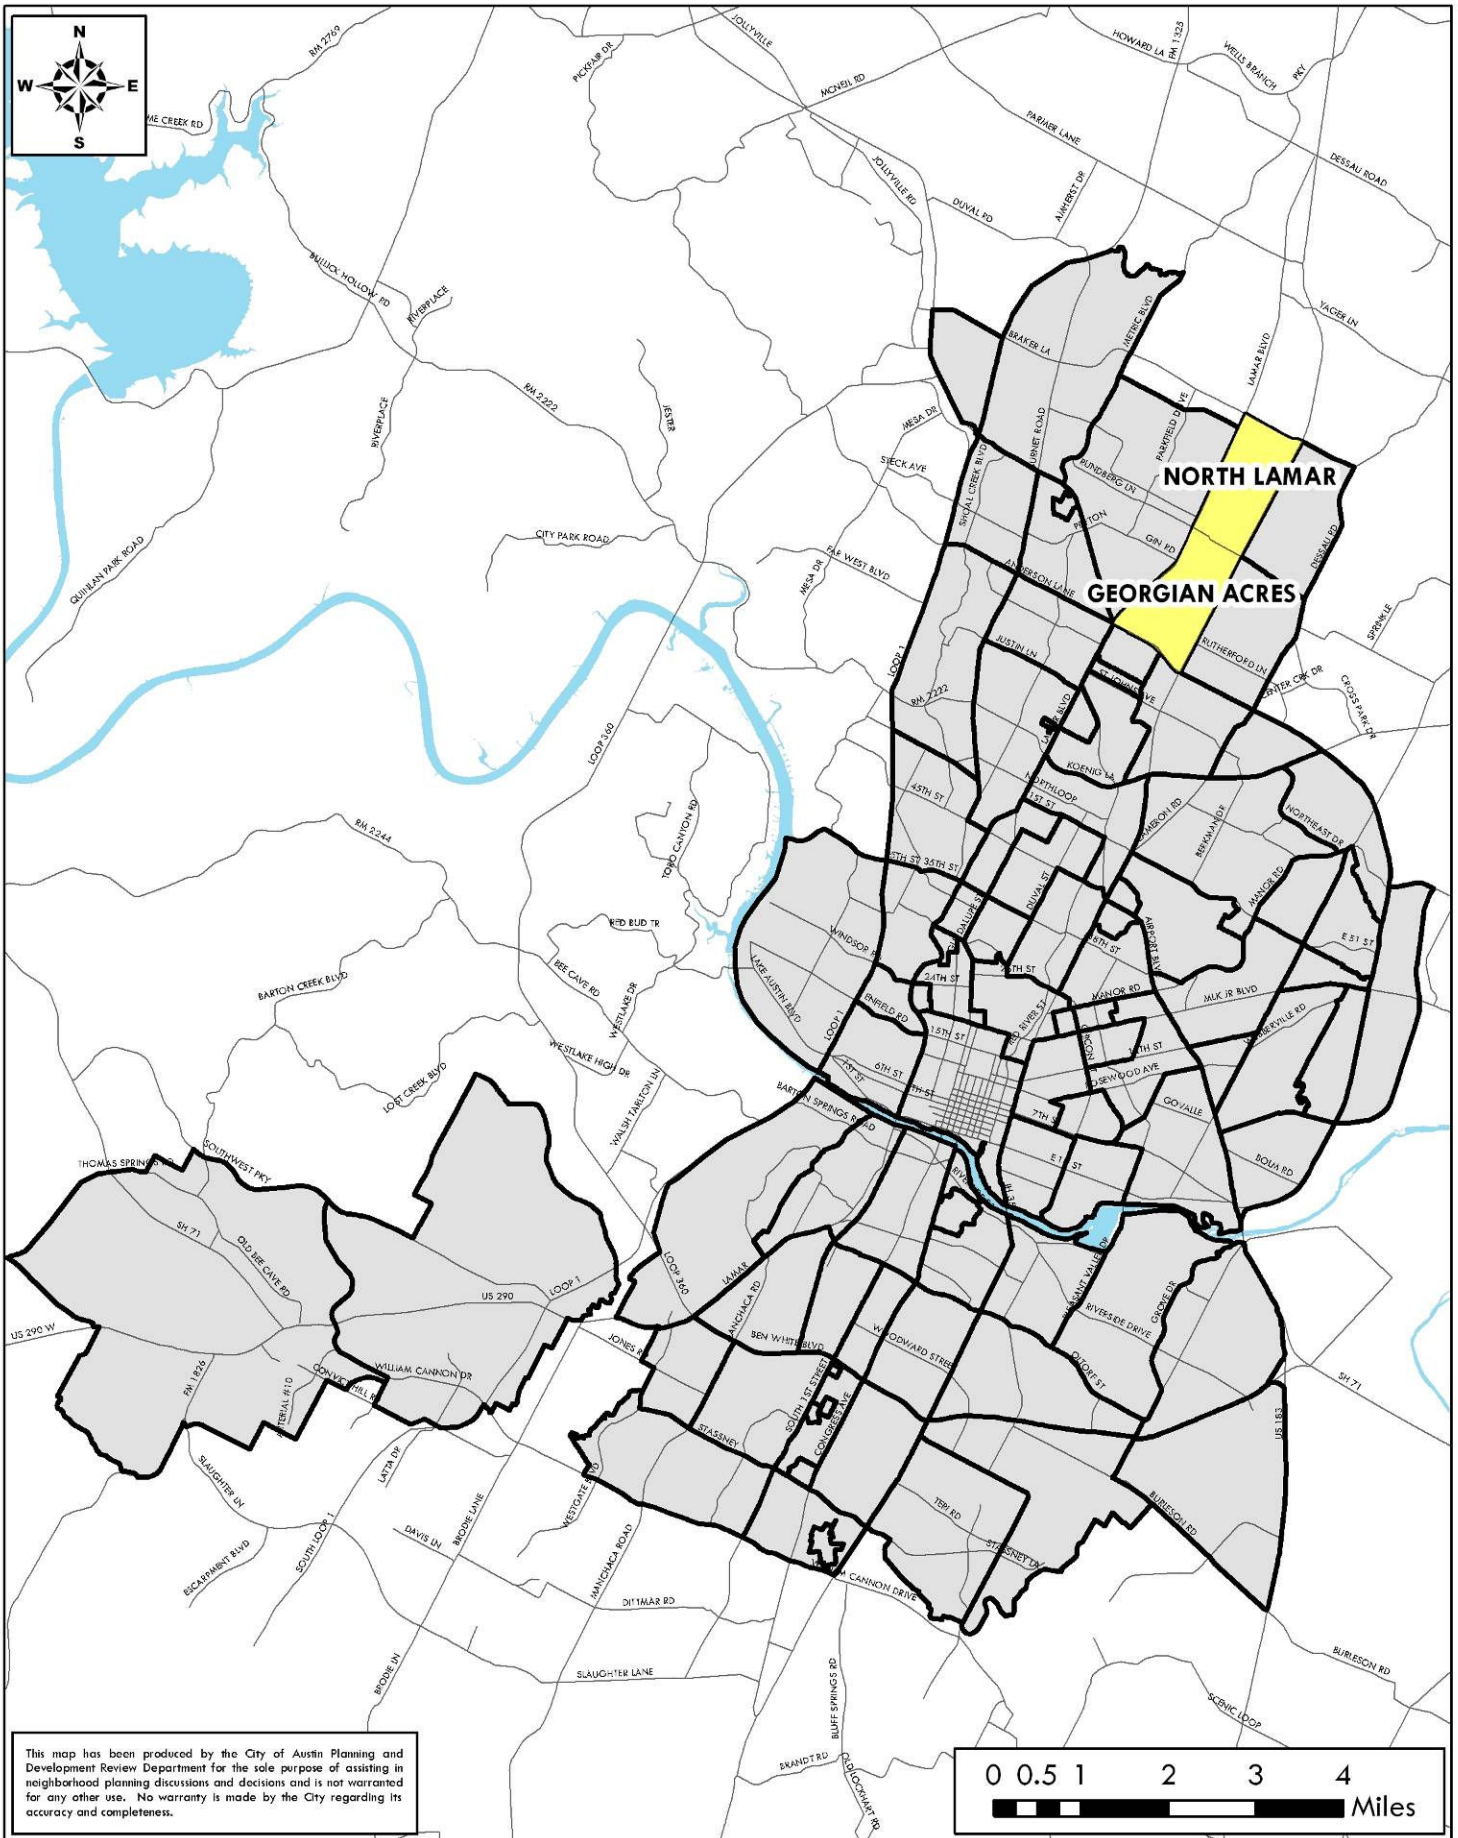 N
W E
S
RM 2769
PICKFAIR DR
JOLLYVILLE
MCNEIL RD
HOWARD LA
FM 1325
WELLS BRANCH
PKY
ME CREEK RD
PARMER LANE
DESSAU ROAD
JOLLYVILLE RD
DUVAL RD
AMHERST DR
BULLICK HOLLOW RD
RIVERPLACE
YAGER LN
METRIC BLVD
BRAKER LA
LAMAR BLVD
RM 2222
JESTER
RIVERPLACE
MESA DR
STECK AVE
SHOAL CREEK BLVD
URNET ROAD
PARKFIELD D VE
RUNDBERG LN
NORTH LAMAR
CITY PARK ROAD
QUINLAN PARK ROAD
GIN RD
DESSAU RD
FAR WEST BLVD
MESA DR
ANDERSON LANE
GEORGIAN ACRES
SPRINKLE
JUSTIN LN
RUTHERFORD LN
CENTER CRK DR
CROSS PARK DR
LOOP 1
RM 2222
LOOP 360
KOENIG LA
NORTHLOOP
1ST ST
45TH ST
CAMERON RD
BERKMAN DR
NORTHEAST DR
RM 2244
TORO CANYON RD
5TH ST 35TH ST
DUVAL ST
MANOR RD
RED BUD TR
WINDSOR R
38TH ST
AIRPORT BLV
E 51 ST
BEE CAVE RD
LAKE AUSTIN BLVD
24TH ST
BARTON CREEK BLVD
WESTLAKE DR
ENFIELD RD
MANOR RD
MLK JR BLVD
LOOP 1
15TH ST
RED RIVER ST
WESTLAKE HIGH DR
LOST CREEK BLVD
6TH ST
1ST ST
OSEWOOD AVE
WALSH TARLTON LN
BARTON SPRINGS ROAD
7TH S
GOVALLE
THOMAS SPRINGS
SOUTHWEST PKY
BOLM RD
SH 71
OLD BEE CAVE RD
LOOP 360
LAMAR
US 290
LOOP 1
GROVE DR
RIVERSIDE DRIVE
US 290 W
JONES R
BEN WHITE BLVD
WOODWARD STREE
OLTORF ST
SH 71
FM 1826
WILLIAM CANNON DR
SOUTH 1ST STREET
CONGRESS AVE
STASSNEY
US 183
SLAUGHTER LN
LATTA DR
BRODIE LANE
TERI RD
BURLESON RD
SOUTH LOOP 1
DAVIS LN
STASSNEY LN
ESCARPMENT BLVD
MANCHACA ROAD
M CANNON DRIVE
DITTMAR RD
BRODIE LN
SLAUGHTER LANE
BLUFF SPRINGS RD
BURLESON RD
SCENIC LOOP
BRANDT RD
OLD LOCKHART RD
This map has been produced by the City of Austin Planning and
Development Review Department for the sole purpose of assisting in
neighborhood planning discussions and decisions and is not warranted
for any other use. No warranty is made by the City regarding its
accuracy and completeness.
0 0.5 1 2 3 4
Miles